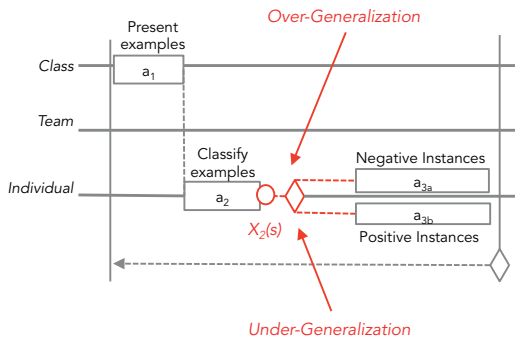 Over-Generalization
Present
examples
Class
a1
Team
Classify
examples
Negative Instances
a3a
Individual
a2
a3b
X2(s)
Positive Instances
Under-Generalization